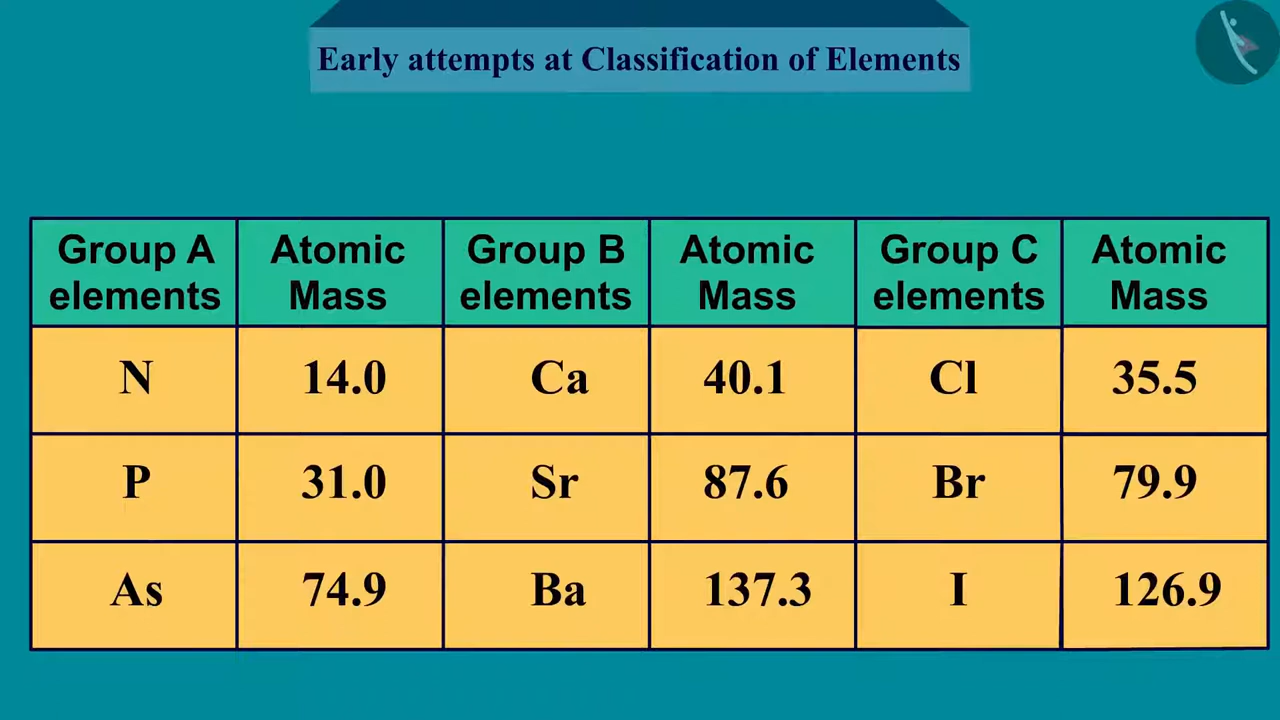 Early attempts at Classification of Elements
Group A elements | Atomic Mass | Group B elements | Atomic Mass | Group C elements | Atomic Mass
N | 14.0 | Ca | 40.1 | Cl | 35.5
P | 31.0 | Sr | 87.6 | Br | 79.9
As | 74.9 | Ba | 137.3 | I | 126.9